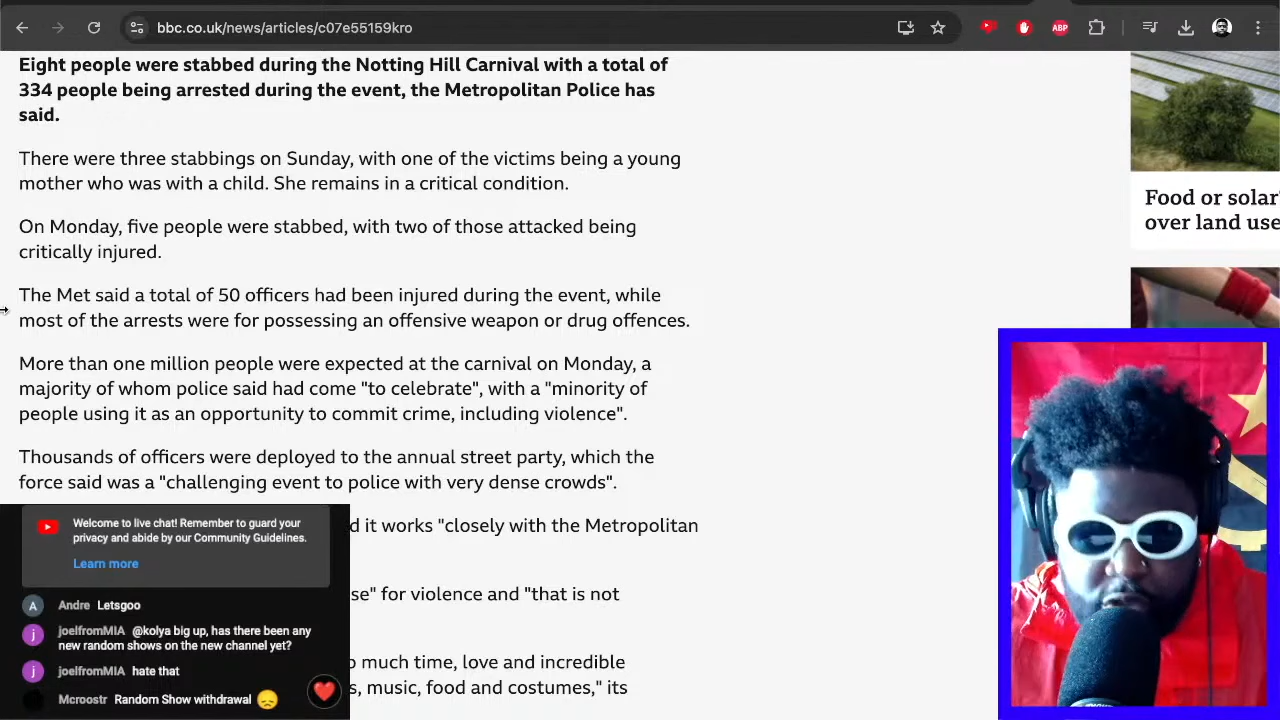 bbc.co.uk/news/articles/c07e55159kro
ABP
Eight people were stabbed during the Notting Hill Carnival with a total of
334 people being arrested during the event, the Metropolitan Police has
said.
There were three stabbings on Sunday, with one of the victims being a young
mother who was with a child. She remains in a critical condition.
On Monday, five people were stabbed, with two of those attacked being
critically injured.
The Met said a total of 50 officers had been injured during the event, while
most of the arrests were for possessing an offensive weapon or drug offences.
More than one million people were expected at the carnival on Monday, a
majority of whom police said had come "to celebrate", with a "minority of
people using it as an opportunity to commit crime, including violence".
Thousands of officers were deployed to the annual street party, which the
force said was a "challenging event to police with very dense crowds".
d it works "closely with the Metropolitan
se" for violence and "that is not
o much time, love and incredible
s, music, food and costumes," its
Food or solar?
over land use
Welcome to live chat! Remember to guard your
privacy and abide by our Community Guidelines.
Learn more
A Andre Letsgoo
j joelfromMIA @kolya big up, has there been any
new random shows on the new channel yet?
j joelfromMIA hate that
Mcroostr Random Show withdrawal 😞